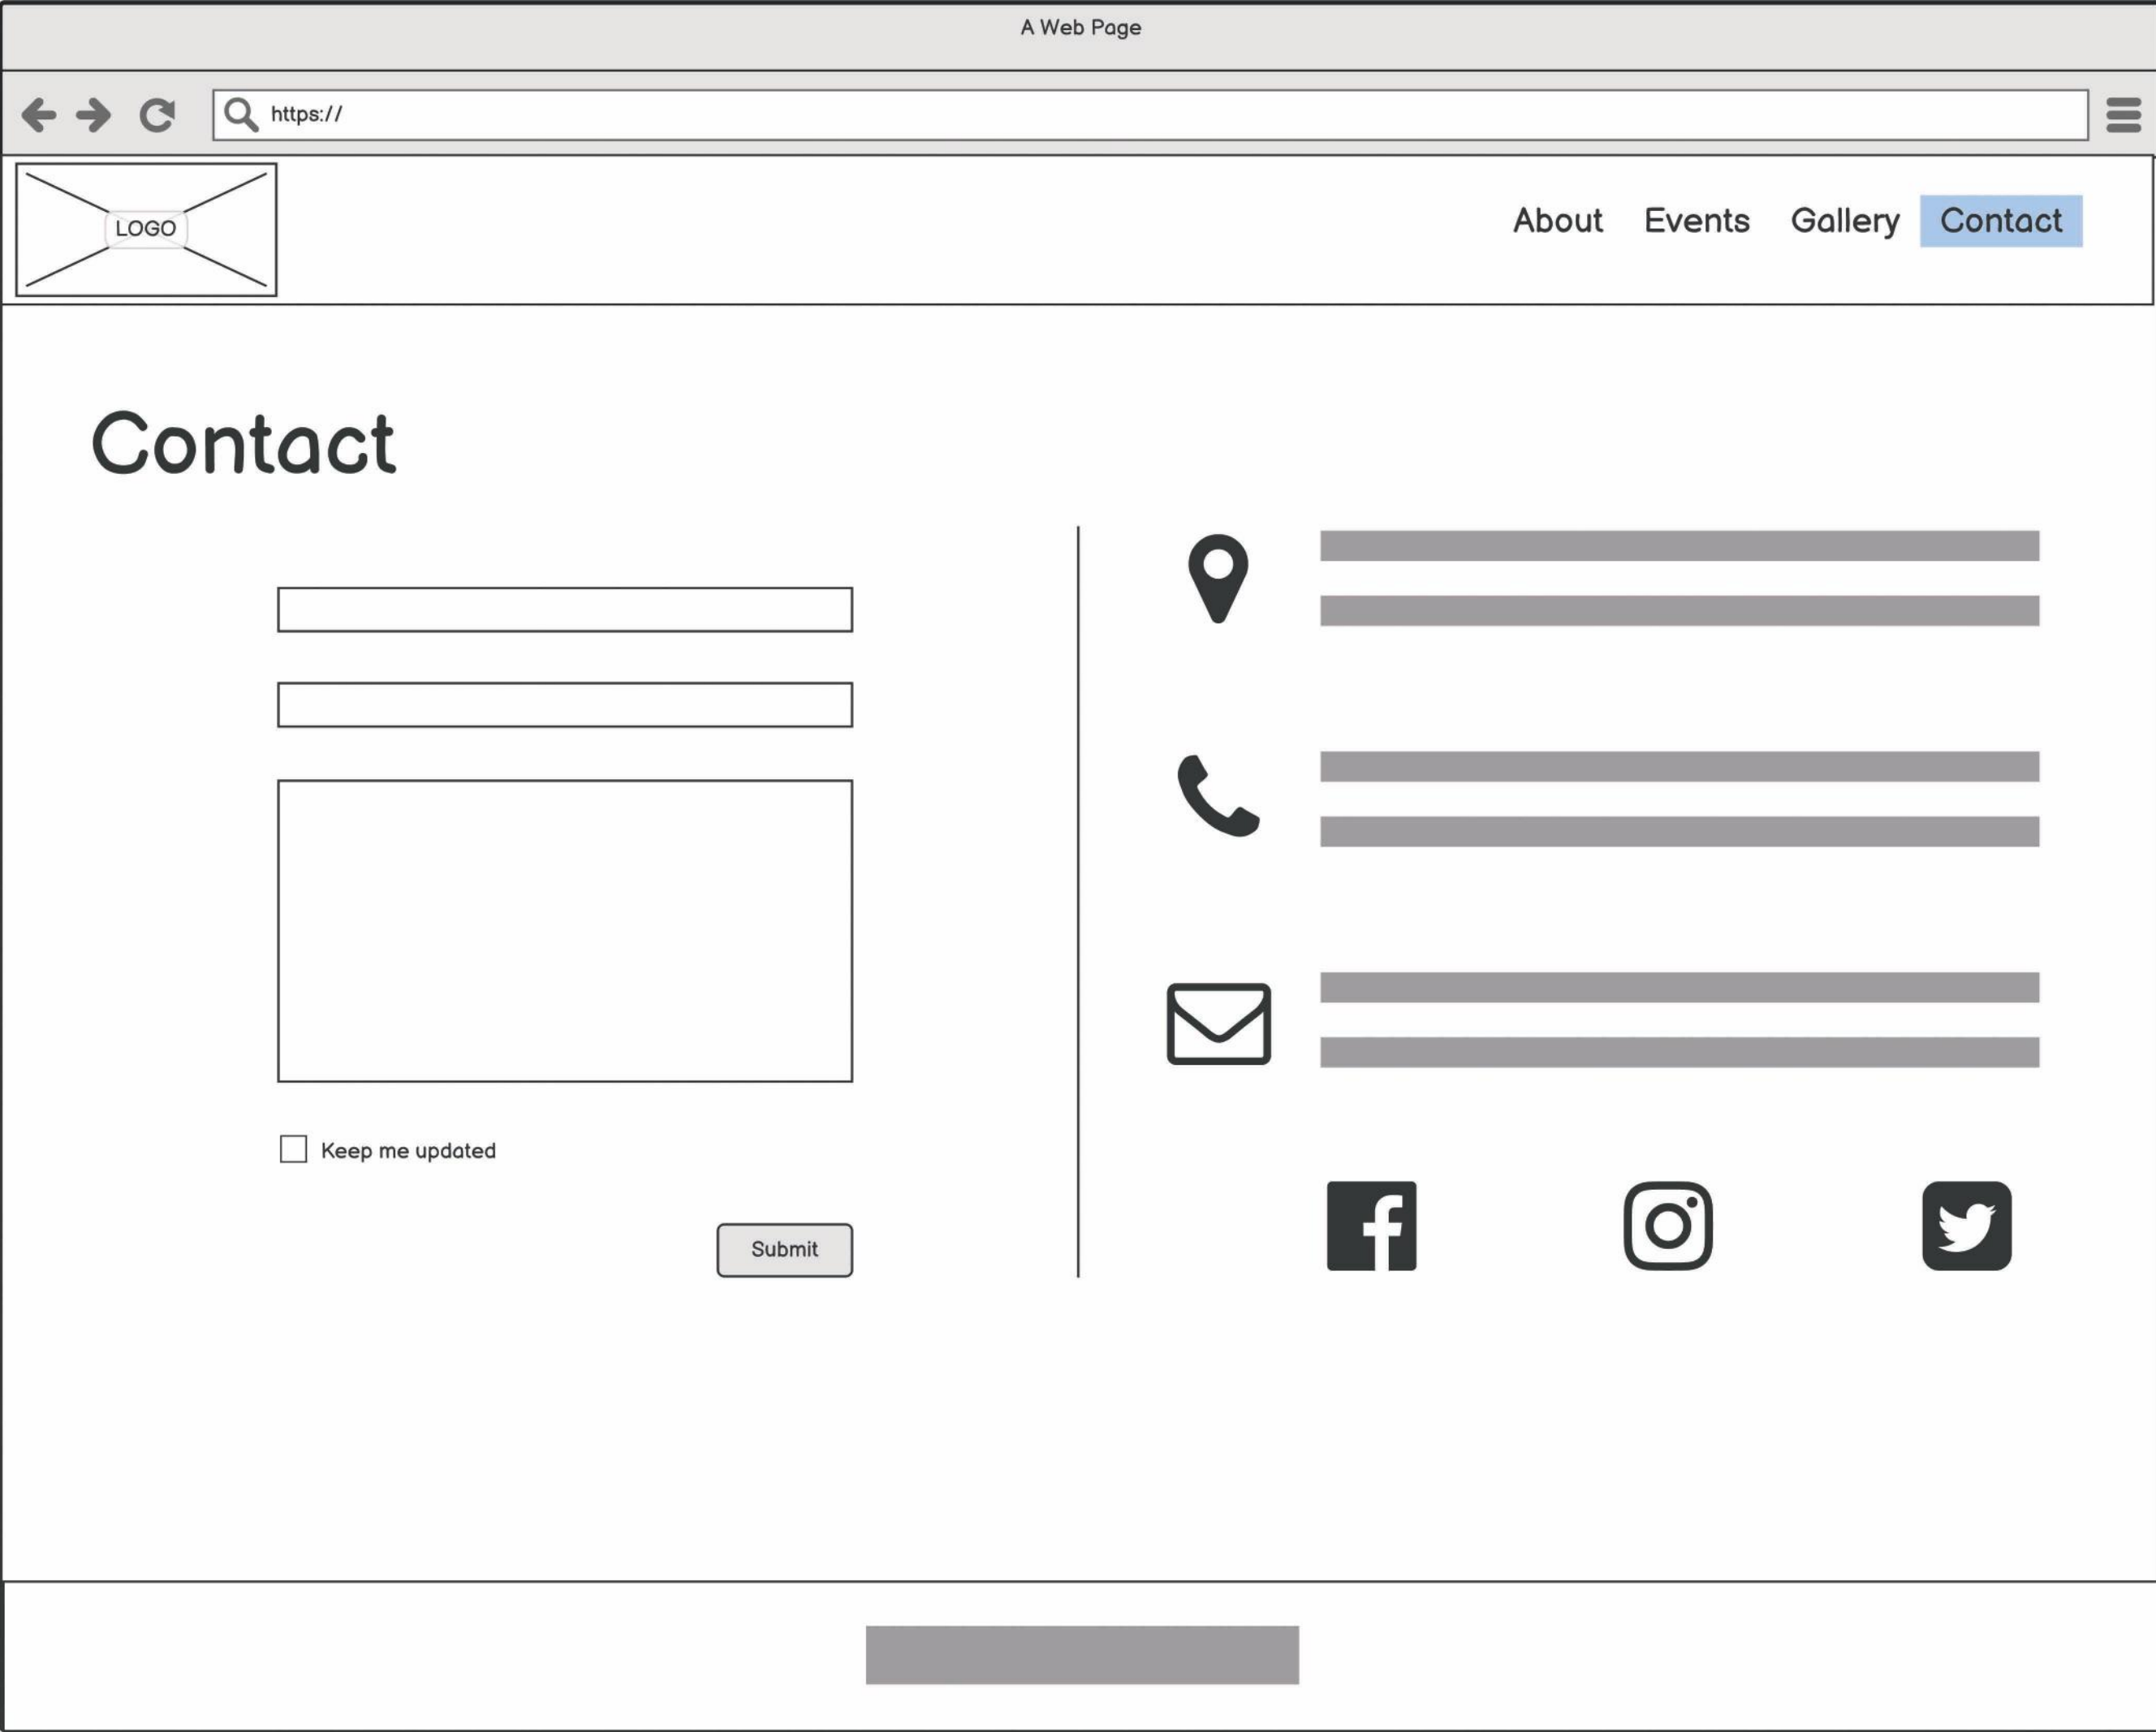 A Web Page
https://
LOGO
About Events Gallery Contact
Contact
Keep me updated
Submit